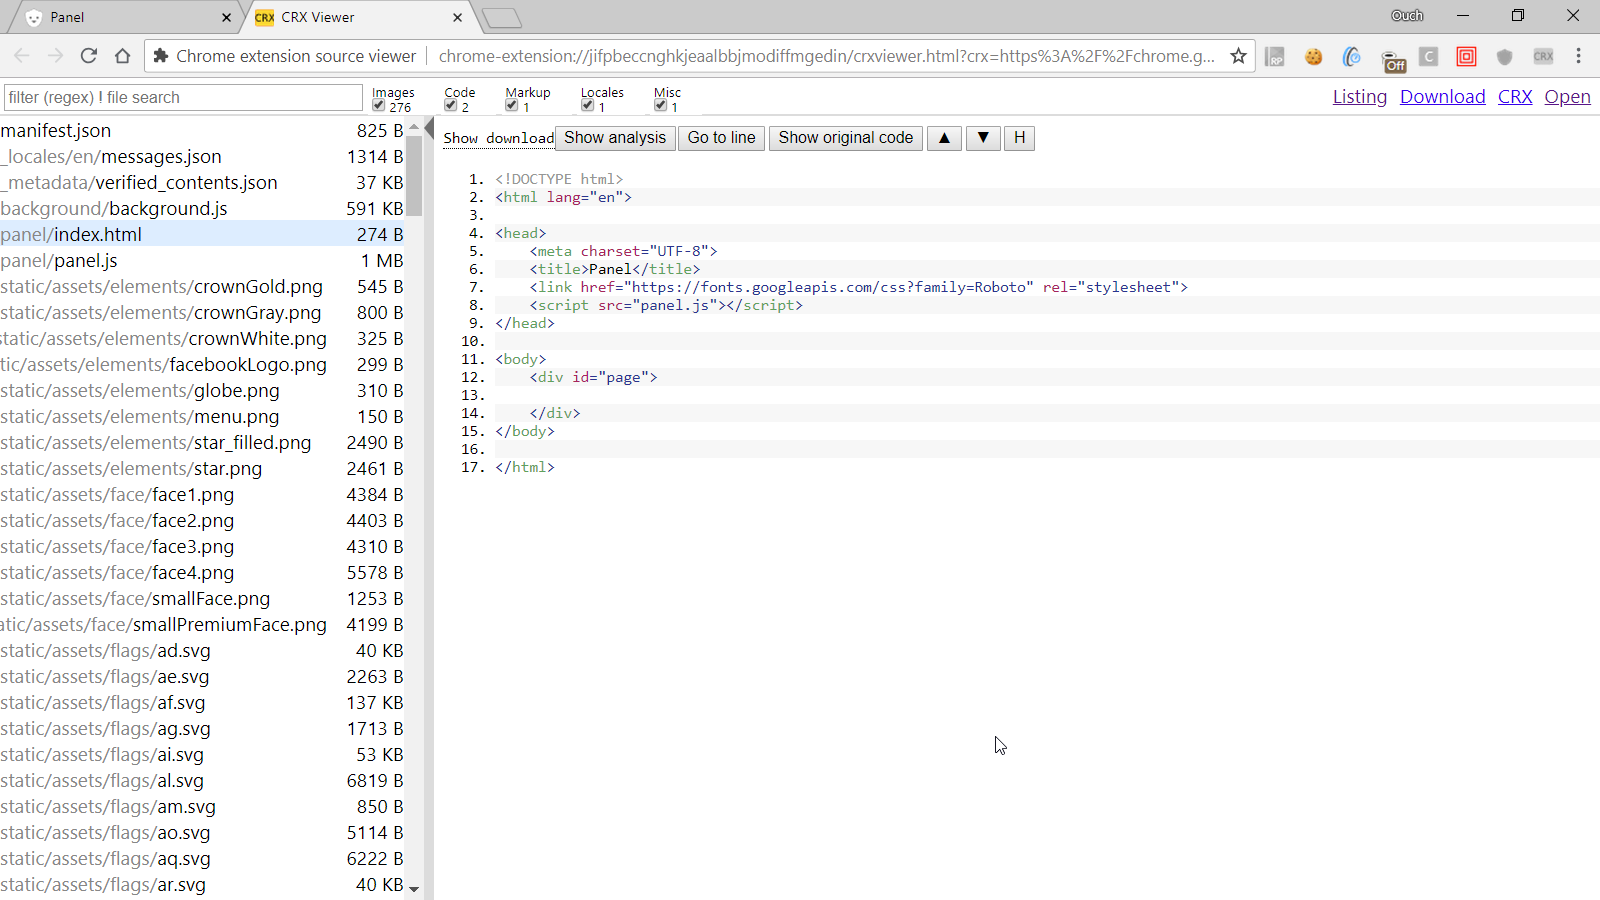 Panel
CRX CRX Viewer
Ouch
Chrome extension source viewer
chrome-extension://jifpbeccnghkjeaalbbjmodiffmgedin/crxviewer.html?crx=https%3A%2F%2Fchrome.g...
RP
Off
C
CRX
filter (regec) ! file search
Images
276
Code
2
Markup
1
Locales
1
Misc
1
Listing Download CRX Open
manifest.json 825 B
_locales/en/messages.json 1314 B
_metadata/verified_contents.json 37 KB
background/background.js 591 KB
panel/index.html 274 B
panel/panel.js 1 MB
static/assets/elements/crownGold.png 545 B
static/assets/elements/crownGray.png 800 B
static/assets/elements/crownWhite.png 325 B
tic/assets/elements/facebookLogo.png 299 B
static/assets/elements/globe.png 310 B
static/assets/elements/menu.png 150 B
static/assets/elements/star_filled.png 2490 B
static/assets/elements/star.png 2461 B
static/assets/face/face1.png 4384 B
static/assets/face/face2.png 4403 B
static/assets/face/face3.png 4310 B
static/assets/face/face4.png 5578 B
static/assets/face/smallFace.png 1253 B
atic/assets/face/smallPremiumFace.png 4199 B
static/assets/flags/ad.svg 40 KB
static/assets/flags/ae.svg 2263 B
static/assets/flags/af.svg 137 KB
static/assets/flags/ag.svg 1713 B
static/assets/flags/ai.svg 53 KB
static/assets/flags/al.svg 6819 B
static/assets/flags/am.svg 850 B
static/assets/flags/ao.svg 5114 B
static/assets/flags/aq.svg 6222 B
static/assets/flags/ar.svg 40 KB
Show download Show analysis Go to line Show original code ▲ ▼ H
1. <!DOCTYPE html>
2. <html lang="en">
3.
4. <head>
5. <meta charset="UTF-8">
6. <title>Panel</title>
7. <link href="https://fonts.googleapis.com/css?family=Roboto" rel="stylesheet">
8. <script src="panel.js"></script>
9. </head>
10.
11. <body>
12. <div id="page">
13.
14. </div>
15. </body>
16.
17. </html>